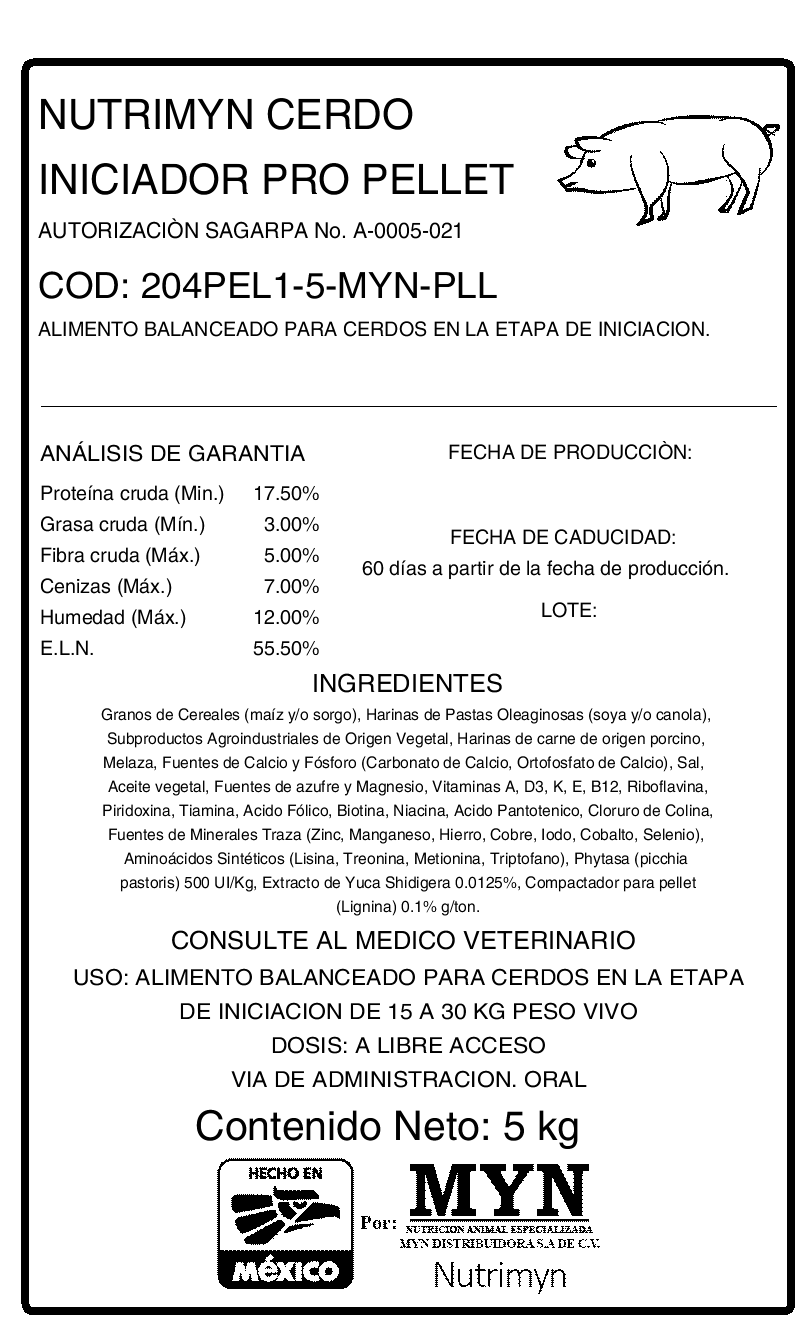 NUTRIMYN CERDO
INICIADOR PRO PELLET
AUTORIZACIÒN SAGARPA No. A-0005-021
COD: 204PEL1-5-MYN-PLL
ALIMENTO BALANCEADO PARA CERDOS EN LA ETAPA DE INICIACION.
ANÁLISIS DE GARANTIA
Proteína cruda (Min.) 17.50%
Grasa cruda (Mín.) 3.00%
Fibra cruda (Máx.) 5.00%
Cenizas (Máx.) 7.00%
Humedad (Máx.) 12.00%
E.L.N. 55.50%
FECHA DE PRODUCCIÒN:
FECHA DE CADUCIDAD:
60 días a partir de la fecha de producción.
LOTE:
INGREDIENTES
Granos de Cereales (maíz y/o sorgo), Harinas de Pastas Oleaginosas (soya y/o canola),
Subproductos Agroindustriales de Origen Vegetal, Harinas de carne de origen porcino,
Melaza, Fuentes de Calcio y Fósforo (Carbonato de Calcio, Ortofosfato de Calcio), Sal,
Aceite vegetal, Fuentes de azufre y Magnesio, Vitaminas A, D3, K, E, B12, Riboflavina,
Piridoxina, Tiamina, Acido Fólico, Biotina, Niacina, Acido Pantotenico, Cloruro de Colina,
Fuentes de Minerales Traza (Zinc, Manganeso, Hierro, Cobre, Iodo, Cobalto, Selenio),
Aminoácidos Sintéticos (Lisina, Treonina, Metionina, Triptofano), Phytasa (picchia
pastoris) 500 UI/Kg, Extracto de Yuca Shidigera 0.0125%, Compactador para pellet
(Lignina) 0.1% g/ton.
CONSULTE AL MEDICO VETERINARIO
USO: ALIMENTO BALANCEADO PARA CERDOS EN LA ETAPA
DE INICIACION DE 15 A 30 KG PESO VIVO
DOSIS: A LIBRE ACCESO
VIA DE ADMINISTRACION. ORAL
Contenido Neto: 5 kg
HECHO EN
MéXICO
Por:
MYN
NUTRICION ANIMAL ESPECIALIZADA
MYN DISTRIBUIDORA S.A DE C.V.
Nutrimyn